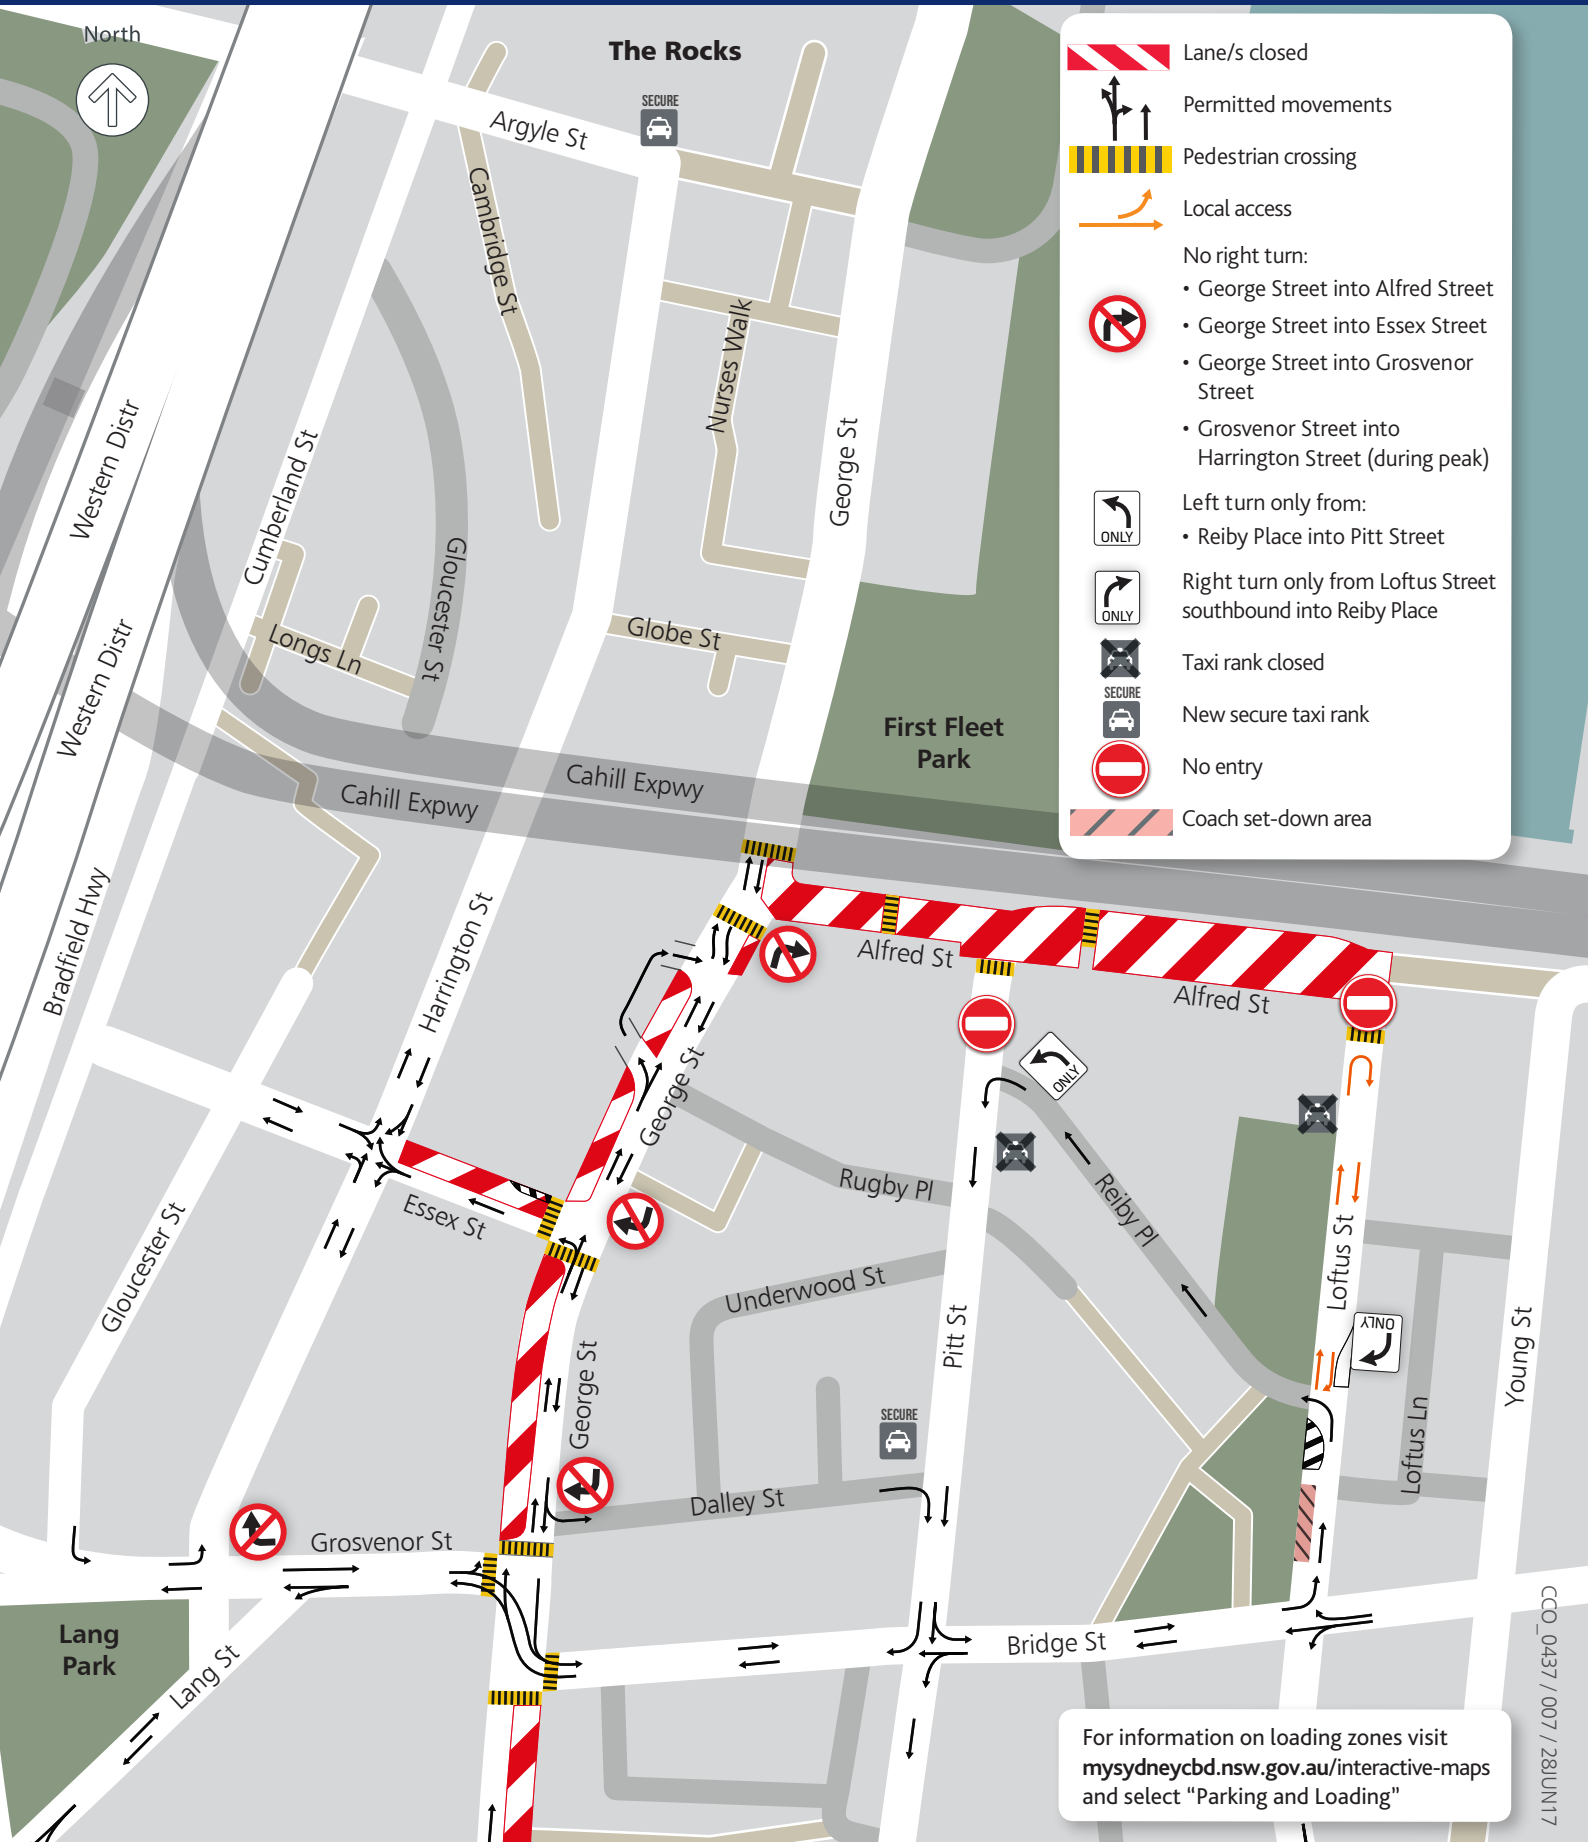 North
The Rocks
SECURE
Argyle St
Cambridge St
Nurses Walk
George St
Western Distr
Cumberland St
Gloucester St
Longs Ln
Globe St
Western Distr
First Fleet
Park
Cahill Expwy
Cahill Expwy
Bradfield Hwy
Harrington St
Alfred St
Alfred St
George St
ONLY
Rugby Pl
Reiby Pl
Essex St
Gloucester St
Underwood St
Loftus St
ONLY
Pitt St
Young St
George St
SECURE
Loftus Ln
Dalley St
Grosvenor St
Lang
Park
Lang St
Bridge St
Lane/s closed
Permitted movements
Pedestrian crossing
Local access
No right turn:
• George Street into Alfred Street
• George Street into Essex Street
• George Street into Grosvenor
Street
• Grosvenor Street into
Harrington Street (during peak)
ONLY
Left turn only from:
• Reiby Place into Pitt Street
ONLY
Right turn only from Loftus Street
southbound into Reiby Place
Taxi rank closed
SECURE
New secure taxi rank
No entry
Coach set-down area
For information on loading zones visit
mysydneycbd.nsw.gov.au/interactive-maps
and select “Parking and Loading”
CCO_0437 / 007 / 28JUN17